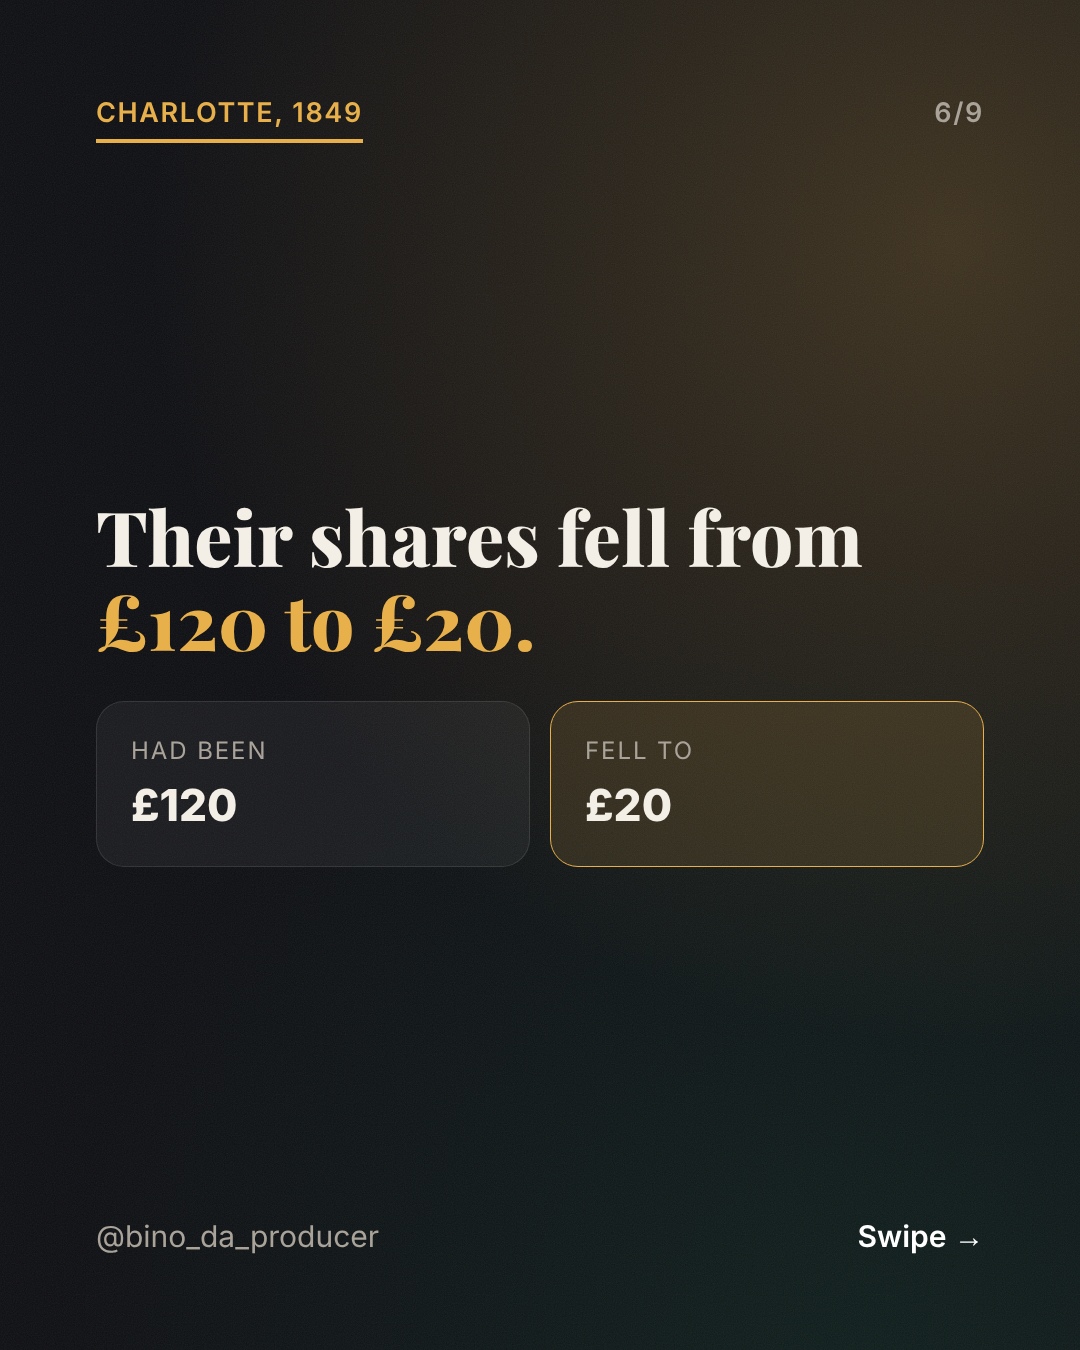 CHARLOTTE, 1849
6/9
Their shares fell from
£120 to £20.
HAD BEEN
£120
FELL TO
£20
@bino_da_producer
Swipe →